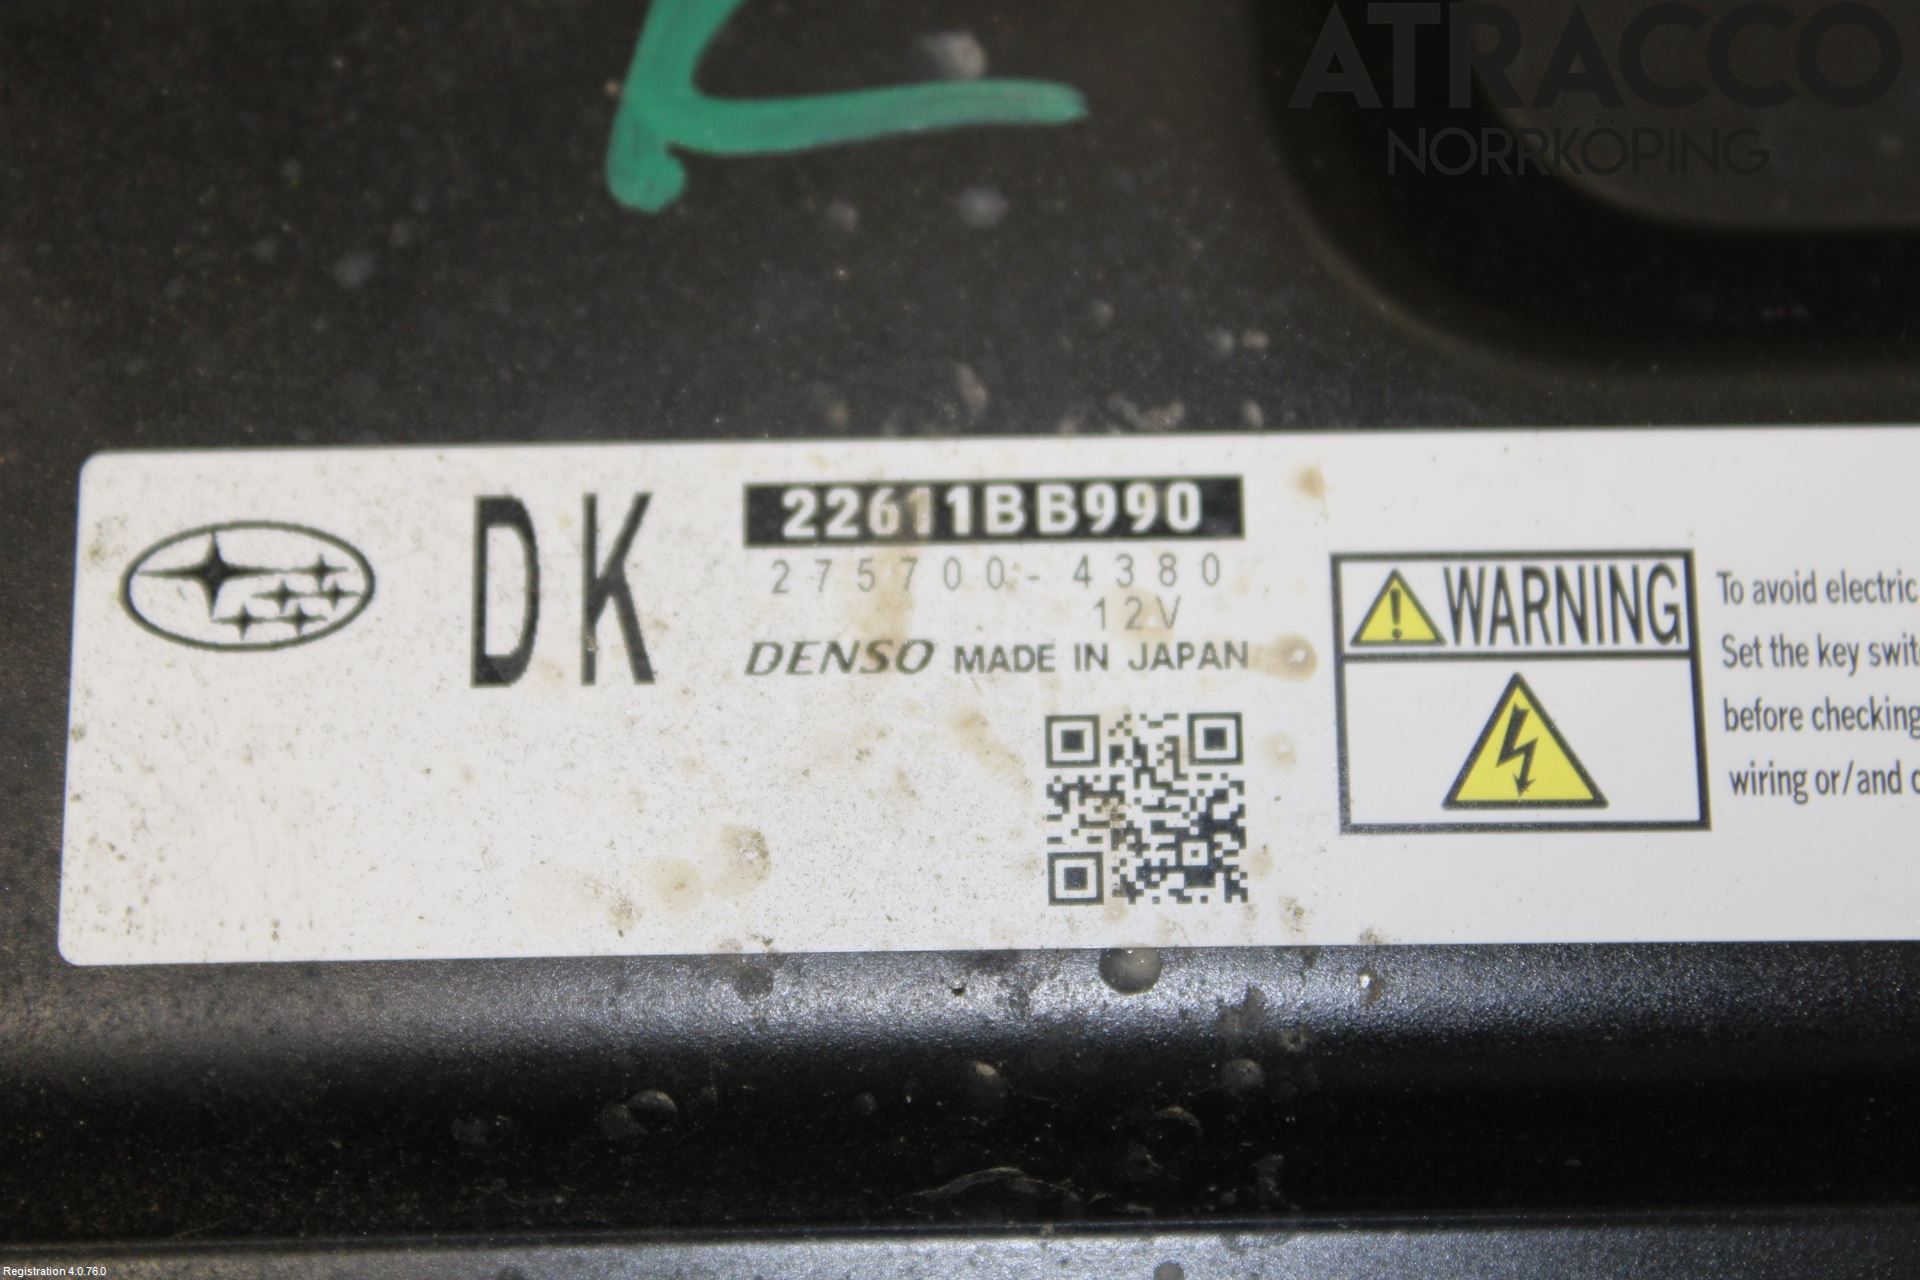 ATRACCO
NORRKÖPING
DK
22611BB990
275700-4380
12V
DENSO MADE IN JAPAN
WARNING
To avoid electric
Set the key swit
before checking
wiring or/and
Registration 4.0.76.0